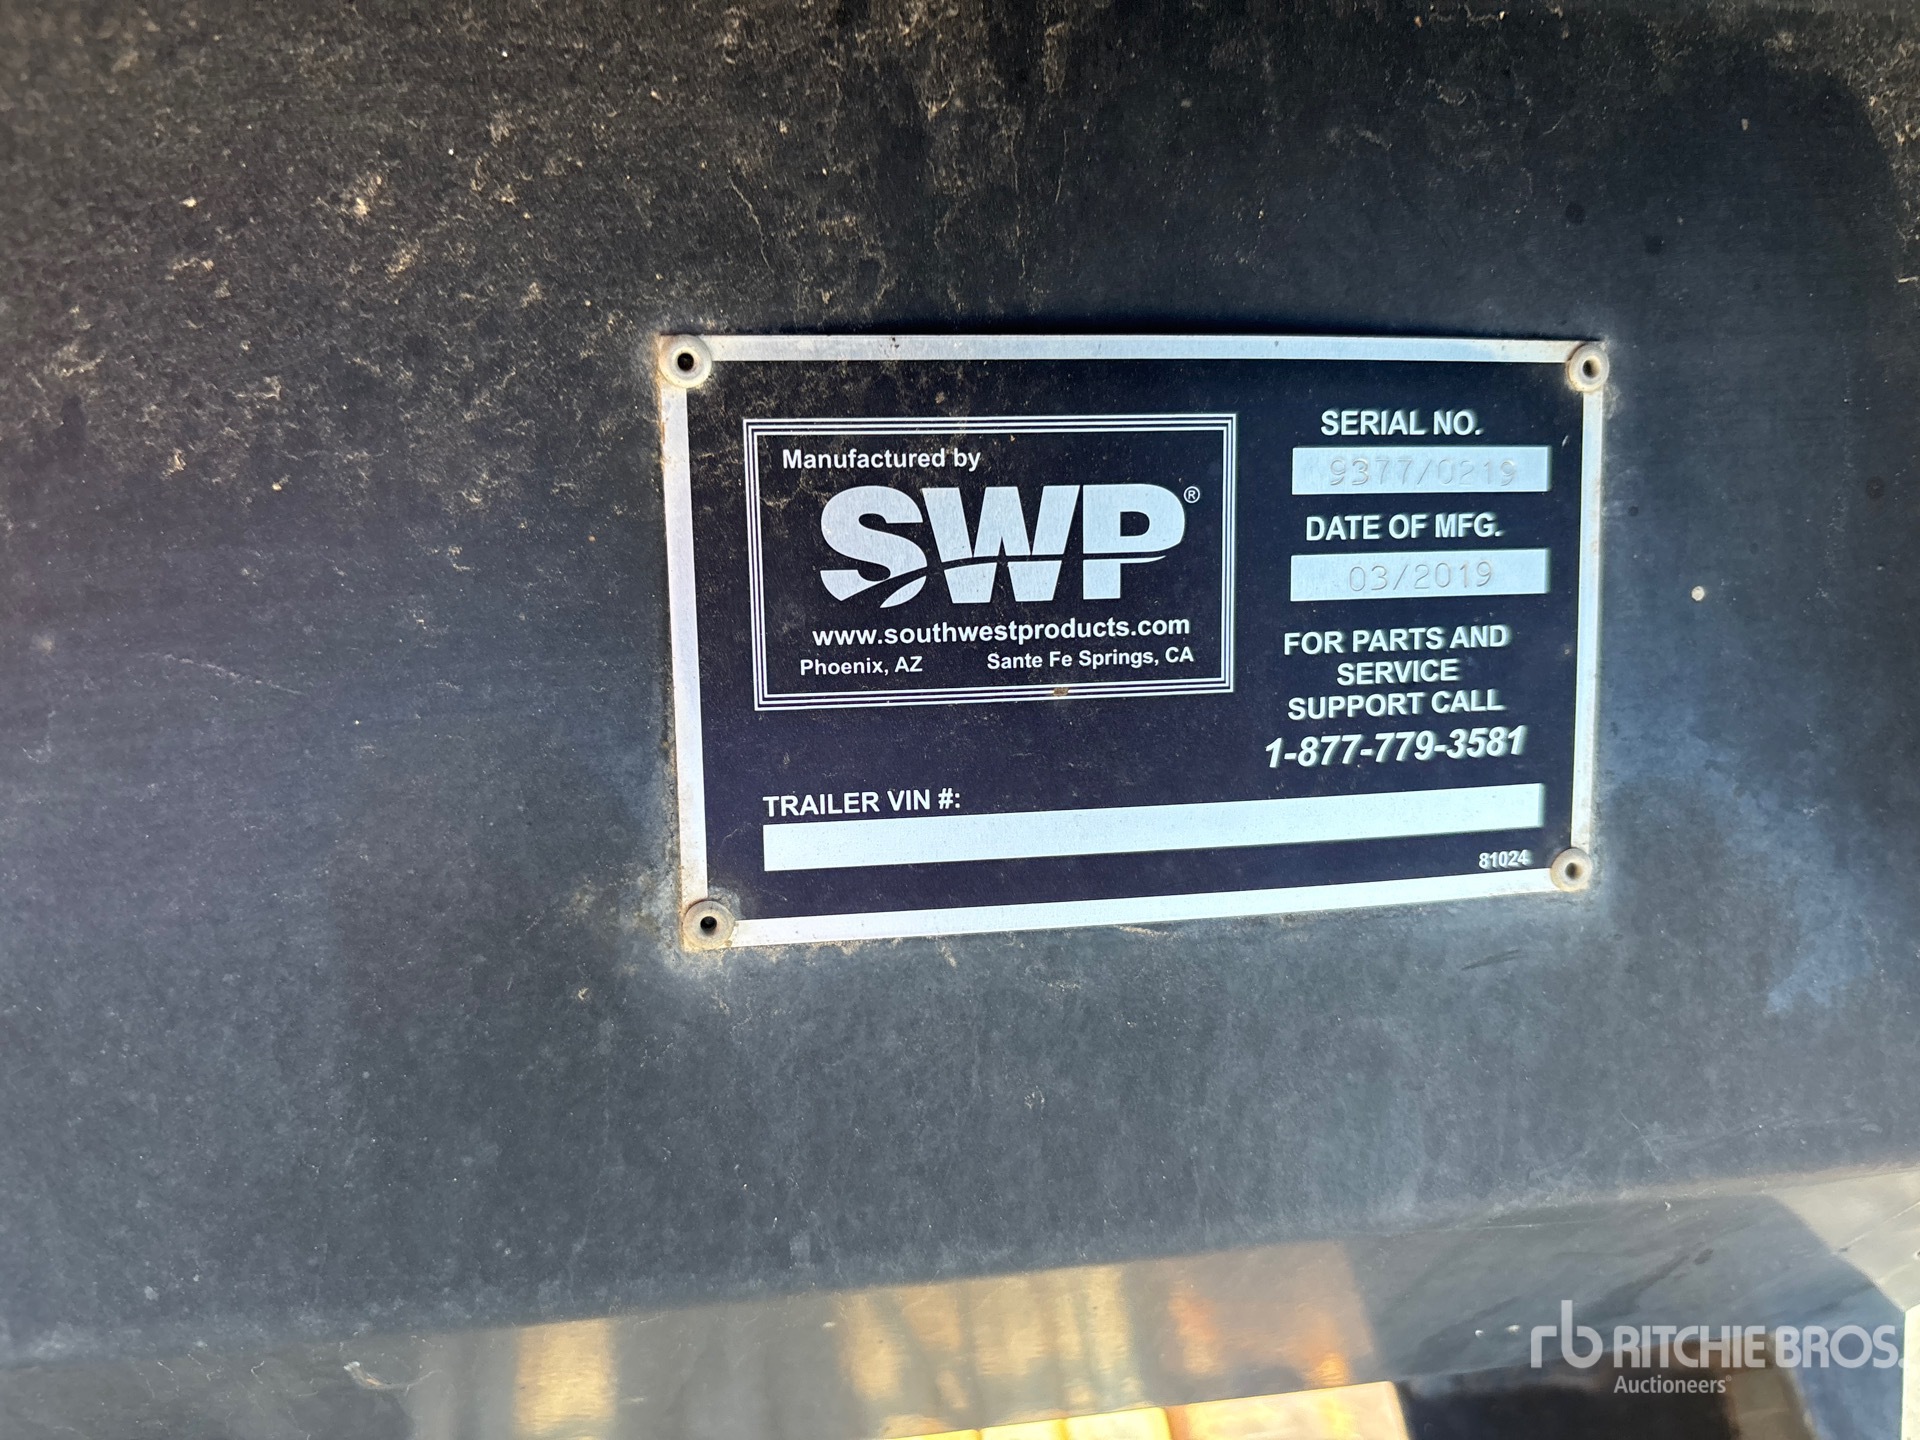 Manufactured by
SWP®
www.southwestproducts.com
Phoenix, AZ Sante Fe Springs, CA
SERIAL NO.
9377/0219
DATE OF MFG.
03/2019
FOR PARTS AND
SERVICE
SUPPORT CALL
1-877-779-3581
TRAILER VIN #:
81024
rb RITCHIE BROS.
Auctioneers